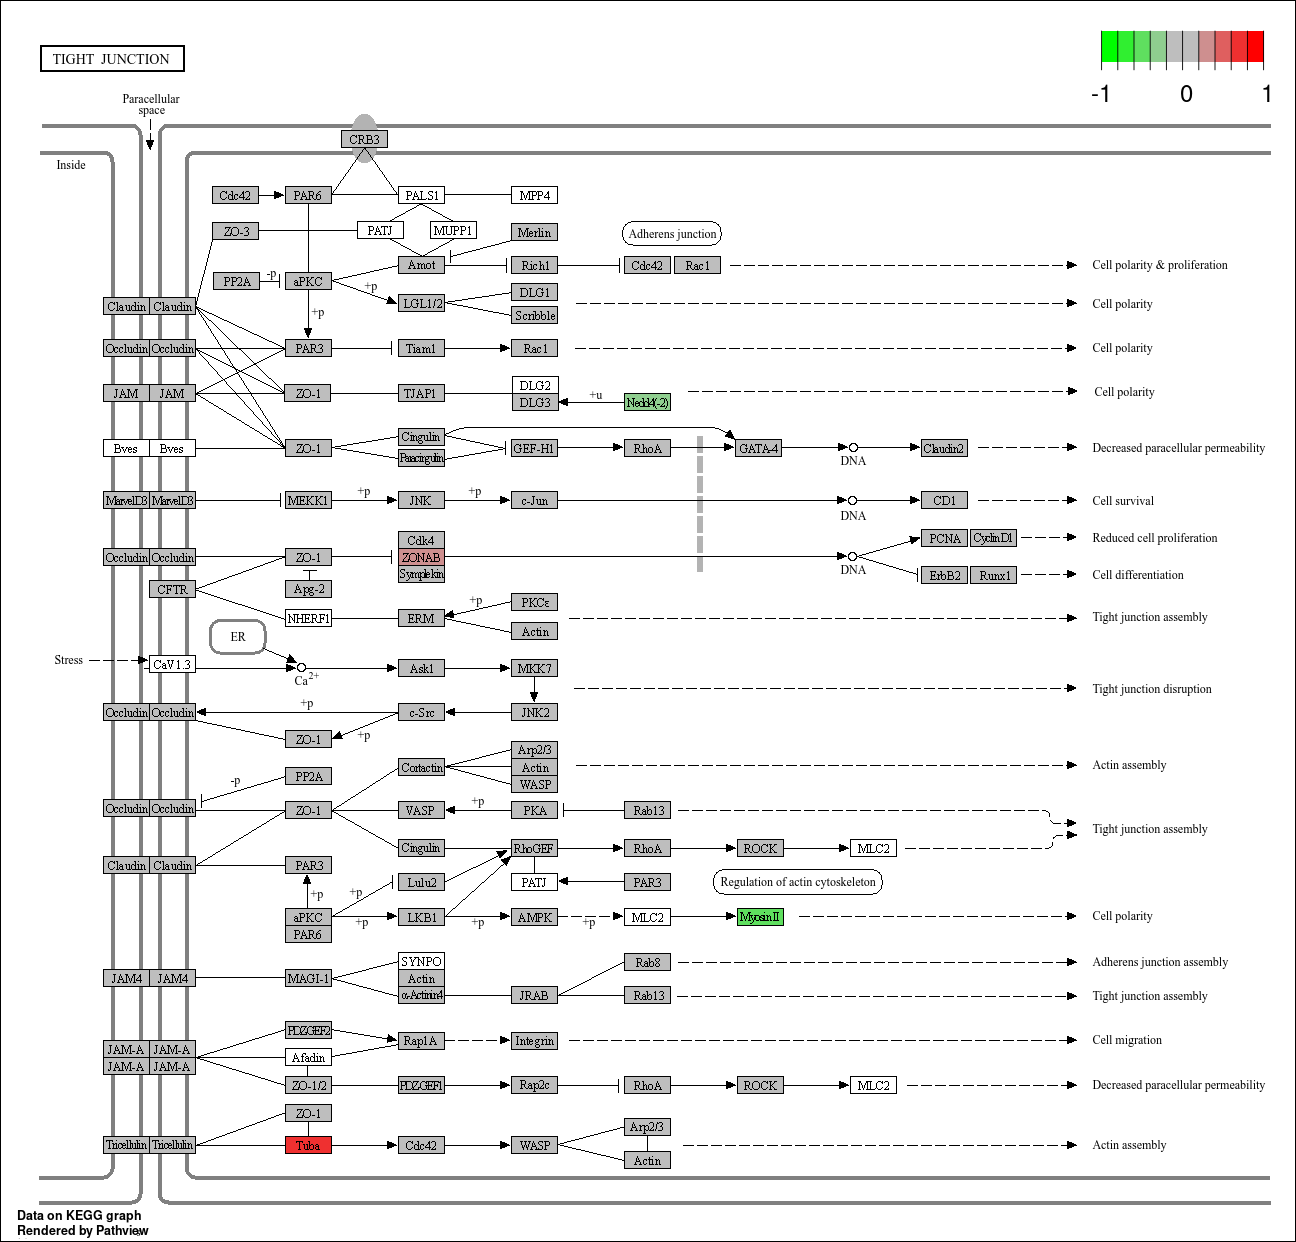 TIGHT JUNCTION
-1 0 1
Paracellular
space
CRB3
Inside
Cdc42 PAR6 PALS1 MPP4
ZO-3 PATJ MUPP1 Merlin Adherens junction
Amot Rich1 Cdc42 Rac1 Cell polarity & proliferation
PP2A -p aPKC +p DLG1
Claudin Claudin LGL1/2 Cell polarity
+p Scribble
Occludin Occludin PAR3 Tiam1 Rac1 Cell polarity
DLG2
JAM JAM ZO-1 TJAP1 +u Cell polarity
DLG3 Nedd4(-2)
Cingulin
Bves Bves ZO-1 GEF-H1 RhoA GATA-4 Claudin2 Decreased paracellular permeability
Paracingulin DNA
+p +p
MarvelD3 MarvelD3 MEKK1 JNK c-Jun CD1 Cell survival
DNA
Cdk4 PCNA CyclinD1 Reduced cell proliferation
Occludin Occludin ZO-1 ZONAB
Symplekin DNA ErbB2 Runx1 Cell differentiation
CFTR Apg-2
+p PKCε
NHERF1 ERM Tight junction assembly
ER Actin
Stress CaV1.3 Ask1 MKK7
Ca2+
Tight junction disruption
+p
Occludin Occludin c-Src JNK2
ZO-1 +p
Arp2/3
Cortactin Actin Actin assembly
-p PP2A WASP
+p
Occludin Occludin ZO-1 VASP PKA Rab13
Tight junction assembly
Cingulin RhoGEF RhoA ROCK MLC2
Claudin Claudin PAR3
Lulu2 PATJ PAR3 Regulation of actin cytoskeleton
+p +p
aPKC +p LKB1 +p AMPK +p MLC2 MyosinII Cell polarity
PAR6
SYNPO Rab8 Adherens junction assembly
JAM4 JAM4 MAGI-1 Actin
α-Actinin4 JRAB Rab13 Tight junction assembly
PDZGEF2
JAM-A JAM-A Rap1A Integrin Cell migration
Afadin
JAM-A JAM-A
ZO-1/2 PDZGEF1 Rap2c RhoA ROCK MLC2 Decreased paracellular permeability
ZO-1
Arp2/3
Tricellulin Tricellulin Tuba Cdc42 WASP Actin assembly
Actin
Data on KEGG graph
Rendered by Pathview